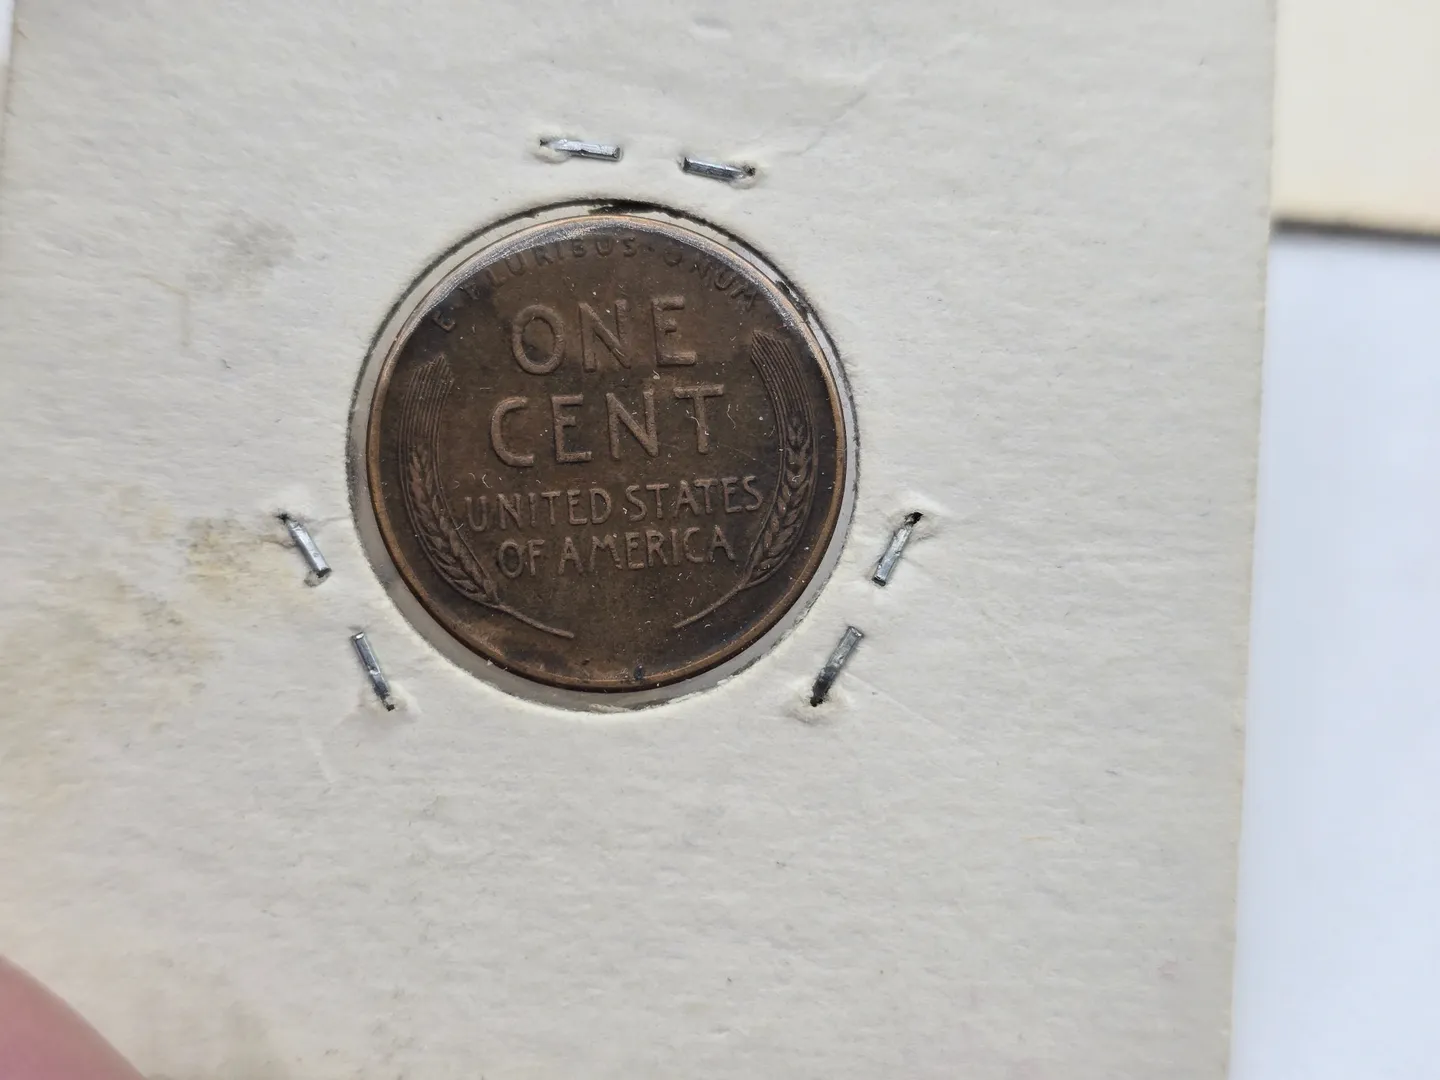 E · PLURIBUS · UNUM
ONE
CENT
UNITED STATES
OF AMERICA